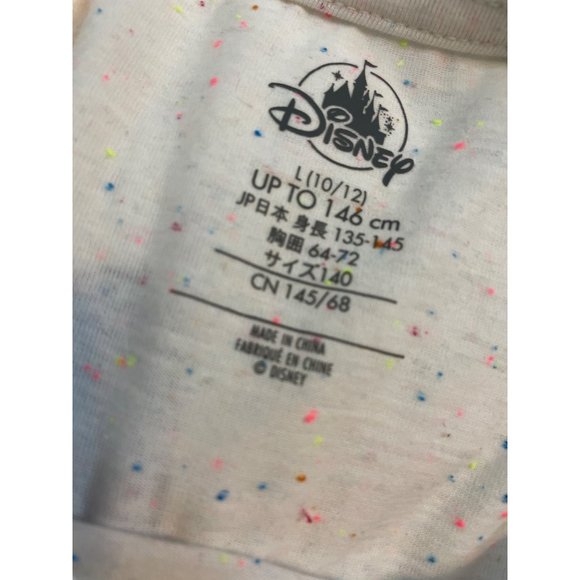 Disney
L (10/12)
UP TO 146 cm
JP日本 身長 135-145
胸囲 64-72
サイズ140
CN 145/68
MADE IN CHINA
FABRIQUÉ EN CHINE
© DISNEY